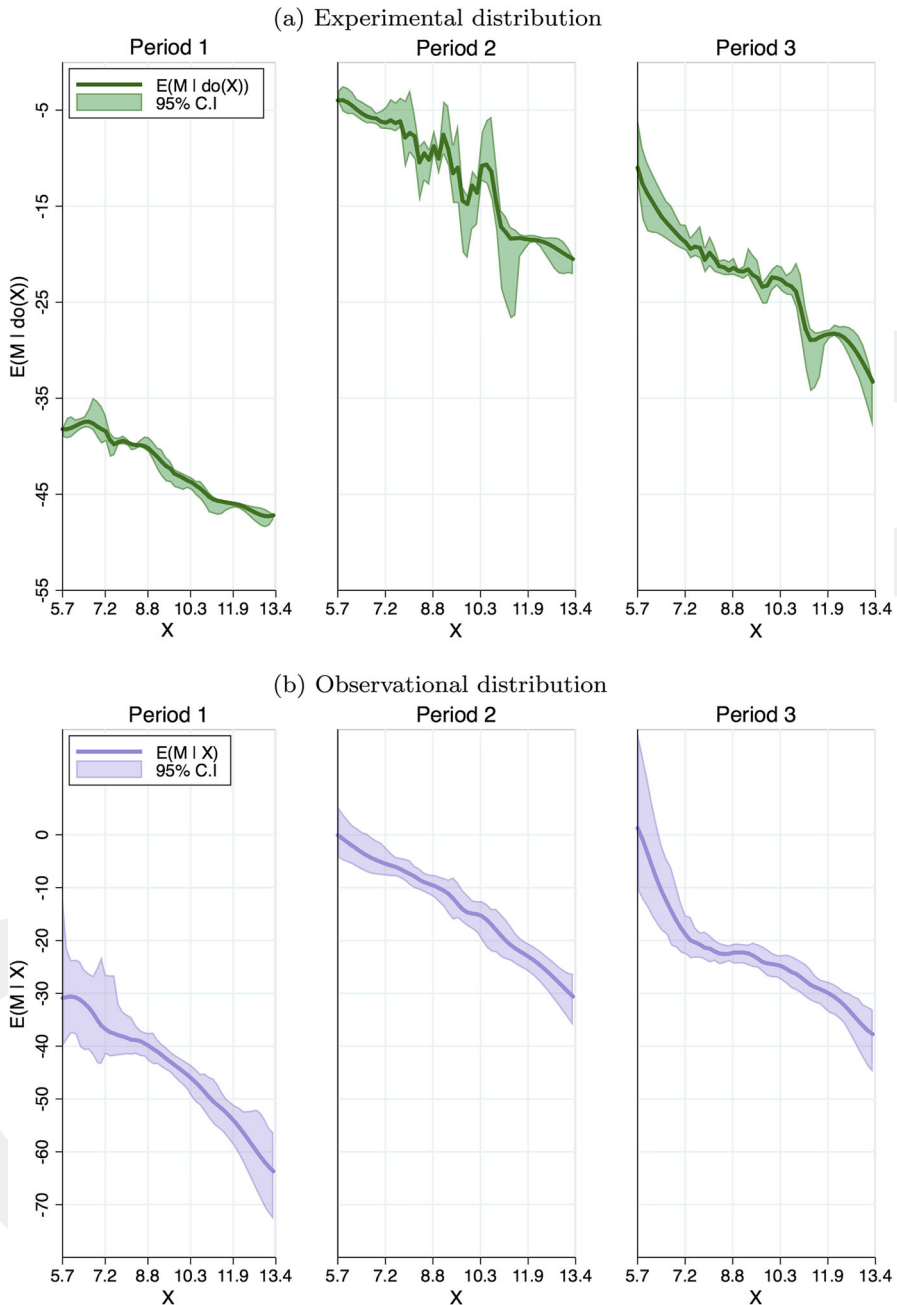 (a) Experimental distribution
Period 1 Period 2 Period 3
E(M | do(X))
95% C.I
E(M | do(X))
-5
-15
-25
-35
-45
-55
5.7 7.2 8.8 10.3 11.9 13.4 5.7 7.2 8.8 10.3 11.9 13.4 5.7 7.2 8.8 10.3 11.9 13.4
X X X
(b) Observational distribution
Period 1 Period 2 Period 3
E(M | X)
95% C.I
E(M | X)
0
-10
-20
-30
-40
-50
-60
-70
5.7 7.2 8.8 10.3 11.9 13.4 5.7 7.2 8.8 10.3 11.9 13.4 5.7 7.2 8.8 10.3 11.9 13.4
X X X